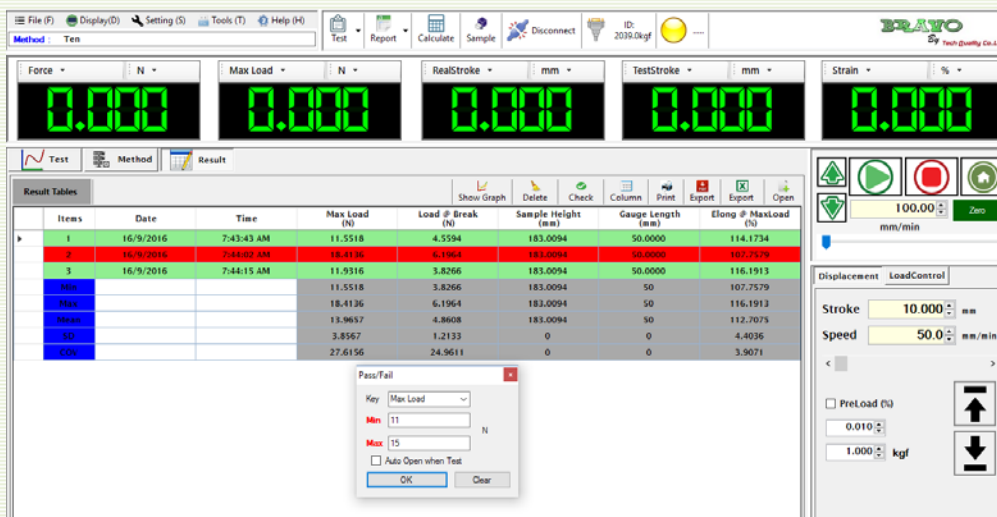 File (F) Display(D) Setting (S) Tools (T) Help (H)
Method : Ten
Test Report Calculate Sample Disconnect ID: 2039.0kgf ----
BRAVO
By Tech Quality Co.L
Force N Max Load N RealStroke mm TestStroke mm Strain %
0.000 0.000 0.000 0.000 0.000
Test Method Result
Result Tables
Show Graph Delete Check Column Print Export Export Open
Items Date Time Max Load (N) Load @ Break (N) Sample Height (mm) Gauge Length (mm) Elong @ MaxLoad (%)
1 16/9/2016 7:43:43 AM 11.5518 4.5594 183.0094 50.0000 114.1734
2 16/9/2016 7:44:02 AM 18.4136 6.1964 183.0094 50.0000 107.7579
3 16/9/2016 7:44:15 AM 11.9316 3.8266 183.0094 50.0000 116.1913
Min 11.5518 3.8266 183.0094 50 107.7579
Max 18.4136 6.1964 183.0094 50 116.1913
Mean 13.9657 4.8608 183.0094 50 112.7075
SD 3.8567 1.2133 0 0 4.4036
COV 27.6156 24.9611 0 0 3.9071
Pass/Fail
Key Max Load
Min 11
N
Max 15
Auto Open when Test
OK Clear
100.00 Zero
mm/min
Displacement LoadControl
Stroke 10.000 mm
Speed 50.0 mm/min
PreLoad (%)
0.010
1.000 kgf